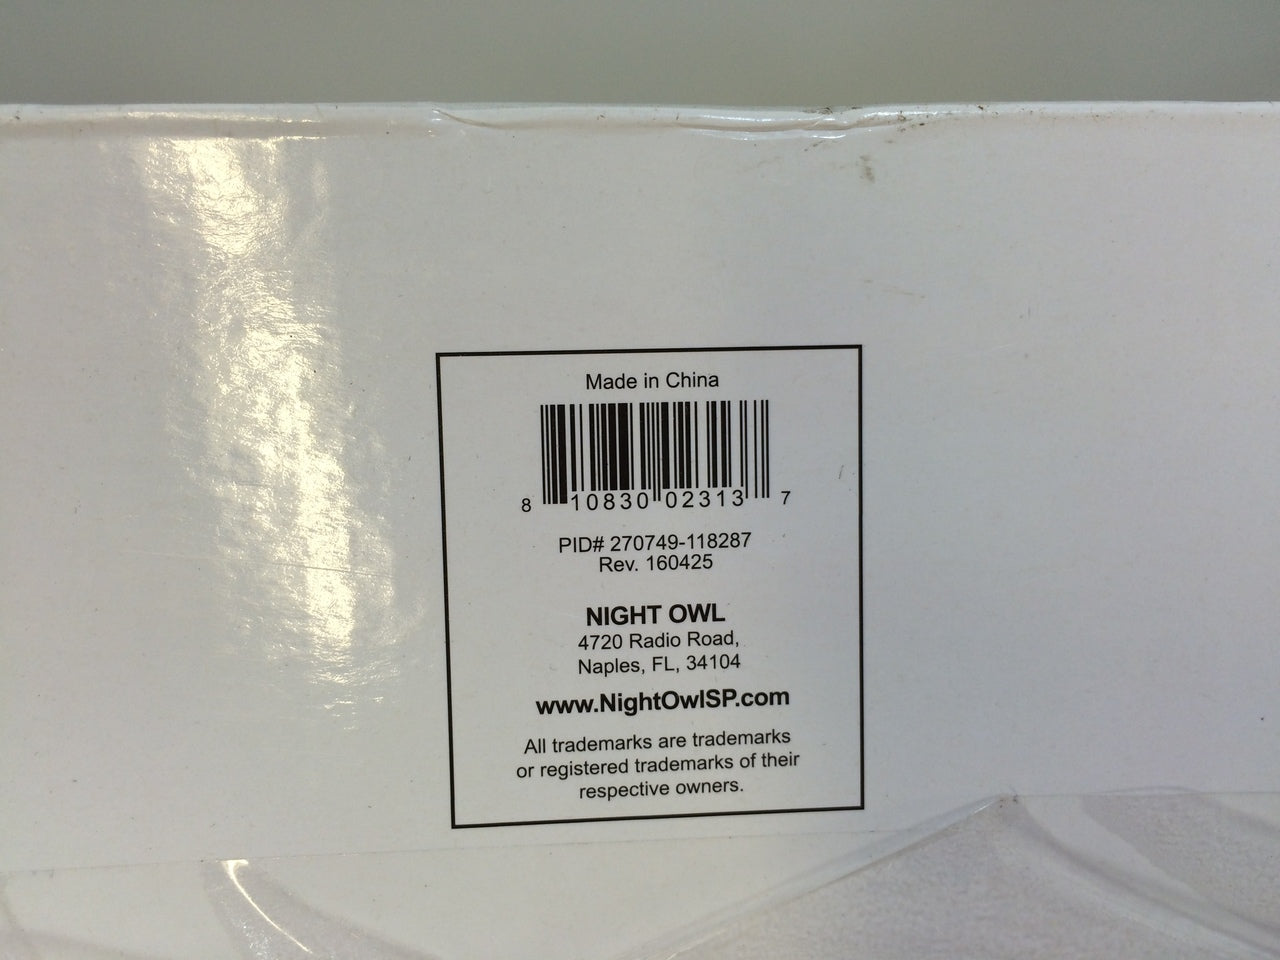 Made in China
8 10830 02313 7
PID# 270749-118287
Rev. 160425
NIGHT OWL
4720 Radio Road,
Naples, FL, 34104
www.NightOwlSP.com
All trademarks are trademarks
or registered trademarks of their
respective owners.